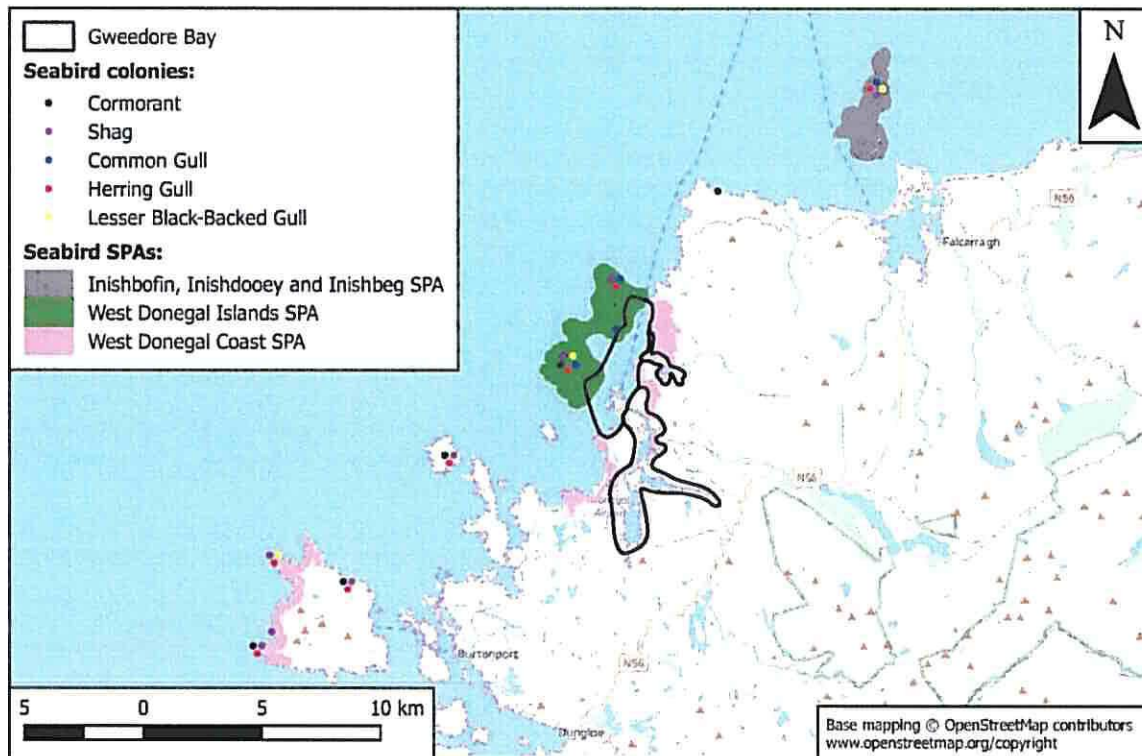 Gweedore Bay
Seabird colonies:
Cormorant
Shag
Common Gull
Herring Gull
Lesser Black-Backed Gull
Seabird SPAs:
Inishbofin, Inishdooey and Inishbeg SPA
West Donegal Islands SPA
West Donegal Coast SPA
N
N56
Falcarragh
N56
Burtonport
N56
Dungloe
5 0 5 10 km
Base mapping © OpenStreetMap contributors
www.openstreetmap.org/copyright